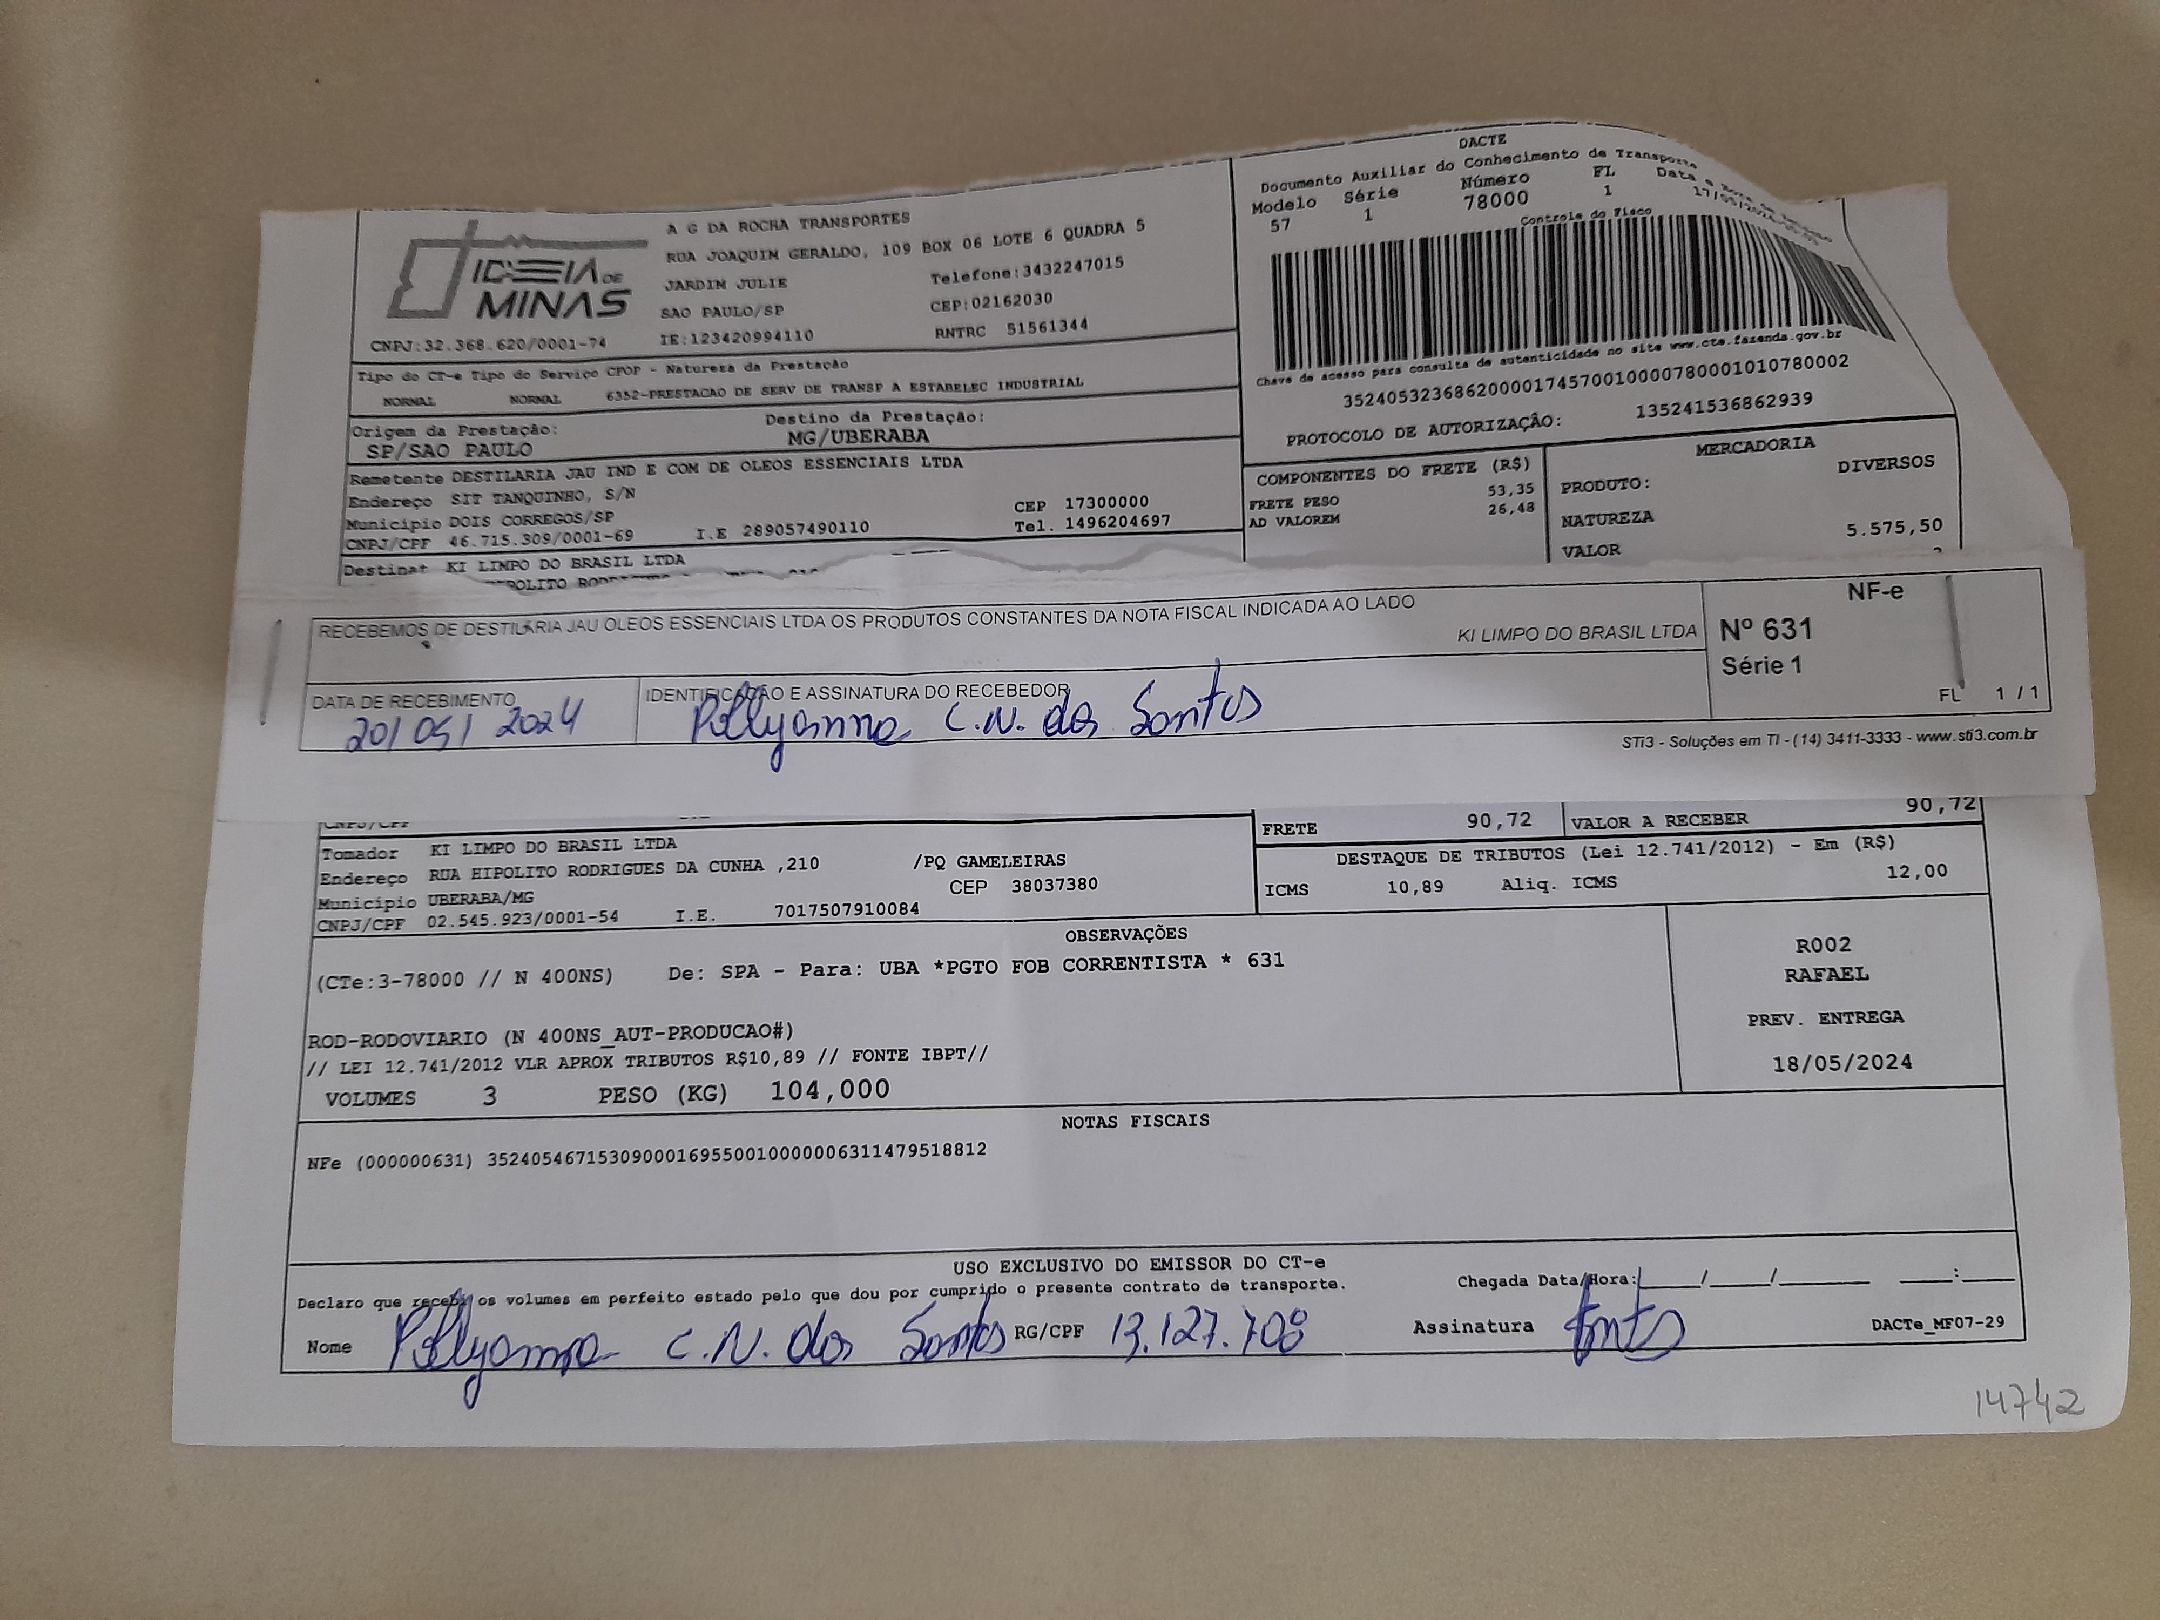 DACTE
Documento Auxiliar do Conhecimento de Transporte
Modelo Série Número FL
57 1 78000 1
Controle do Fisco
IDEIA DE MINAS
A G DA ROCHA TRANSPORTES
RUA JOAQUIM GERALDO, 109 BOX 06 LOTE 6 QUADRA 5
JARDIM JULIE Telefone:3432247015
SAO PAULO/SP CEP:02162030
CNPJ:32.368.620/0001-74 IE:123420994110 RNTRC 51561344
Chave de acesso para consulta de autenticidade no site www.cte.fazenda.gov.br
35240532368620000174570010000780001010780002
PROTOCOLO DE AUTORIZAÇÃO: 135241536862939
Tipo do CT-e Tipo do Serviço CFOP - Natureza da Prestação
NORMAL NORMAL 6352-PRESTACAO DE SERV DE TRANSP A ESTABELEC INDUSTRIAL
Origem da Prestação: Destino da Prestação:
SP/SAO PAULO MG/UBERABA
Remetente DESTILARIA JAU IND E COM DE OLEOS ESSENCIAIS LTDA
Endereço SIT TANQUINHO, S/N CEP 17300000
Município DOIS CORREGOS/SP Tel. 1496204697
CNPJ/CPF 46.715.309/0001-69 I.E 289057490110
Destinat KI LIMPO DO BRASIL LTDA
COMPONENTES DO FRETE (R$)
FRETE PESO 53,35
AD VALOREM 26,48
MERCADORIA
PRODUTO: DIVERSOS
NATUREZA
VALOR 5.575,50
RECEBEMOS DE DESTILARIA JAU OLEOS ESSENCIAIS LTDA OS PRODUTOS CONSTANTES DA NOTA FISCAL INDICADA AO LADO
KI LIMPO DO BRASIL LTDA
NF-e
Nº 631
Série 1
FL 1 / 1
DATA DE RECEBIMENTO IDENTIFICAÇÃO E ASSINATURA DO RECEBEDOR
20/05/2024 Pollyanna C.N. dos Santos
STi3 - Soluções em TI - (14) 3411-3333 - www.sti3.com.br
CNPJ/CPF
Tomador KI LIMPO DO BRASIL LTDA
Endereço RUA HIPOLITO RODRIGUES DA CUNHA ,210 /PQ GAMELEIRAS
Município UBERABA/MG CEP 38037380
CNPJ/CPF 02.545.923/0001-54 I.E. 7017507910084
FRETE 90,72 VALOR A RECEBER 90,72
DESTAQUE DE TRIBUTOS (Lei 12.741/2012) - Em (R$)
ICMS 10,89 Aliq. ICMS 12,00
OBSERVAÇÕES
(CTe:3-78000 // N 400NS) De: SPA - Para: UBA *PGTO FOB CORRENTISTA * 631
ROD-RODOVIARIO (N 400NS_AUT-PRODUCAO#)
// LEI 12.741/2012 VLR APROX TRIBUTOS R$10,89 // FONTE IBPT//
VOLUMES 3 PESO (KG) 104,000
R002
RAFAEL
PREV. ENTREGA
18/05/2024
NOTAS FISCAIS
NFe (000000631) 35240546715309000169550010000006311479518812
USO EXCLUSIVO DO EMISSOR DO CT-e
Declaro que recebi os volumes em perfeito estado pelo que dou por cumprido o presente contrato de transporte. Chegada Data/Hora:
Nome Pollyanna C.N. dos Santos RG/CPF 13.127.708 Assinatura DACTe_MF07-29
14742